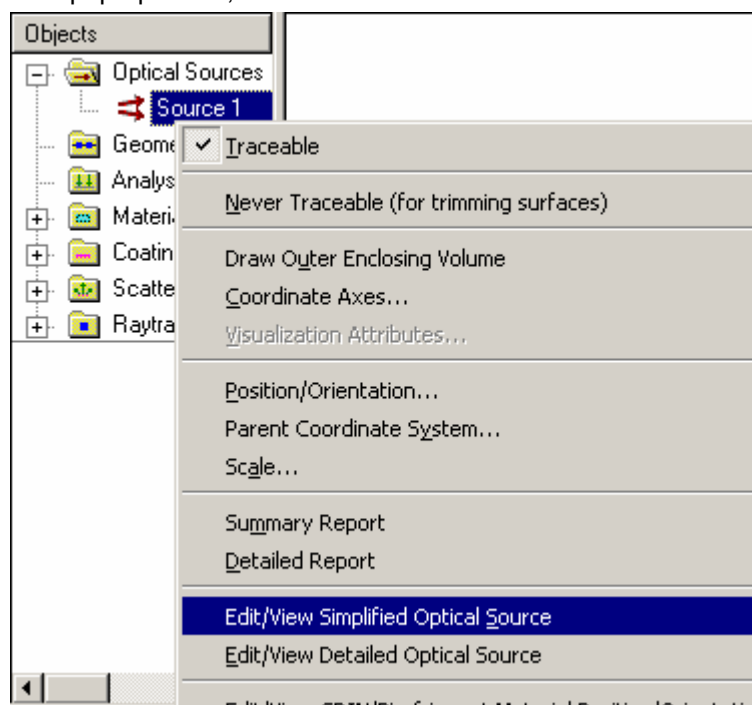 Objects
Optical Sources
Source 1
Geome
Traceable
Analys
Never Traceable (for trimming surfaces)
Materi
Coatin
Draw Outer Enclosing Volume
Scatte
Coordinate Axes...
Raytra
Visualization Attributes...
Position/Orientation...
Parent Coordinate System...
Scale...
Summary Report
Detailed Report
Edit/View Simplified Optical Source
Edit/View Detailed Optical Source